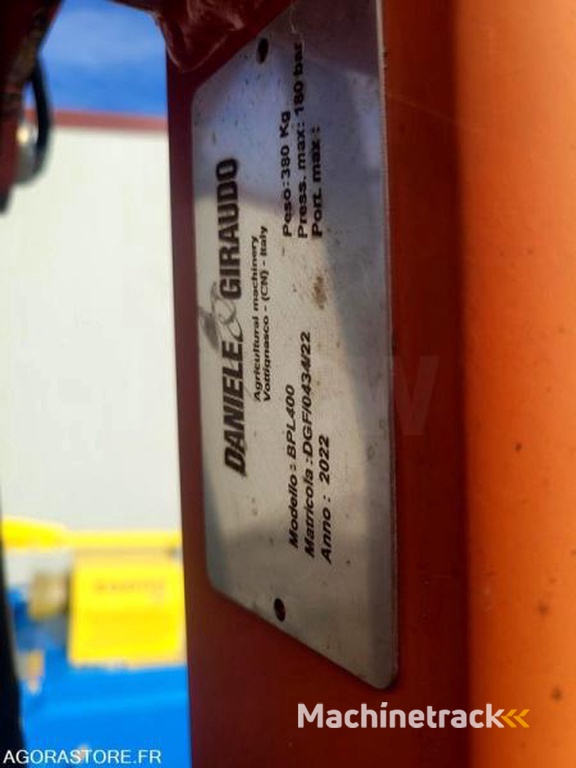 DANIELE & GIRAUDO
Agricultural machinery
Vottignasco - (CN) - Italy
Modello : BPL400
Peso:380 Kg
Matricola :DGF/0434/22
Press. max: 180 bar
Anno : 2022
Port. max :
Machinetrack
AGORASTORE.FR